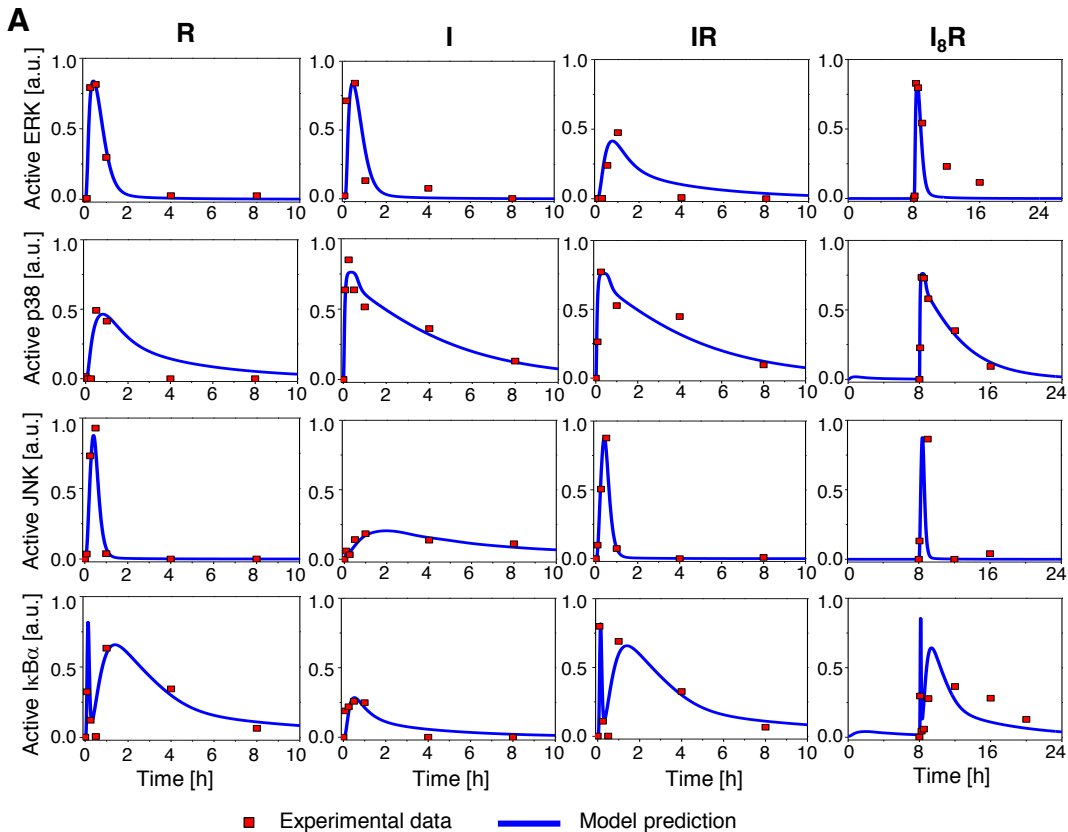 A
R I IR I₈R
Active ERK [a.u.]
1.0 1.0 1.0 1.0
0.5 0.5 0.5 0.5
0.0 0.0 0.0 0.0
0 2 4 6 8 10 0 2 4 6 8 10 0 2 4 6 8 10 0 8 16 24
Active p38 [a.u.]
1.0 1.0 1.0 1.0
0.5 0.5 0.5 0.5
0 0 0 0
0 2 4 6 8 10 0 2 4 6 8 10 0 2 4 6 8 10 0 4 8 12 16 24
Active JNK [a.u.]
1.0 1.0 1.0 1.0
0.5 0.5 0.5 0.5
0.0 0.0 0.0 0.0
0 2 4 6 8 10 0 2 4 6 8 10 0 2 4 6 8 10 0 8 16 24
Active IκBα [a.u.]
1.0 1.0 1.0 1.0
0.5 0.5 0.5 0.5
0.0 0.0 0.0 0.0
0 2 4 6 8 10 0 2 4 6 8 10 0 2 4 6 8 10 0 8 16 24
Time [h] Time [h] Time [h] Time [h]
Experimental data Model prediction